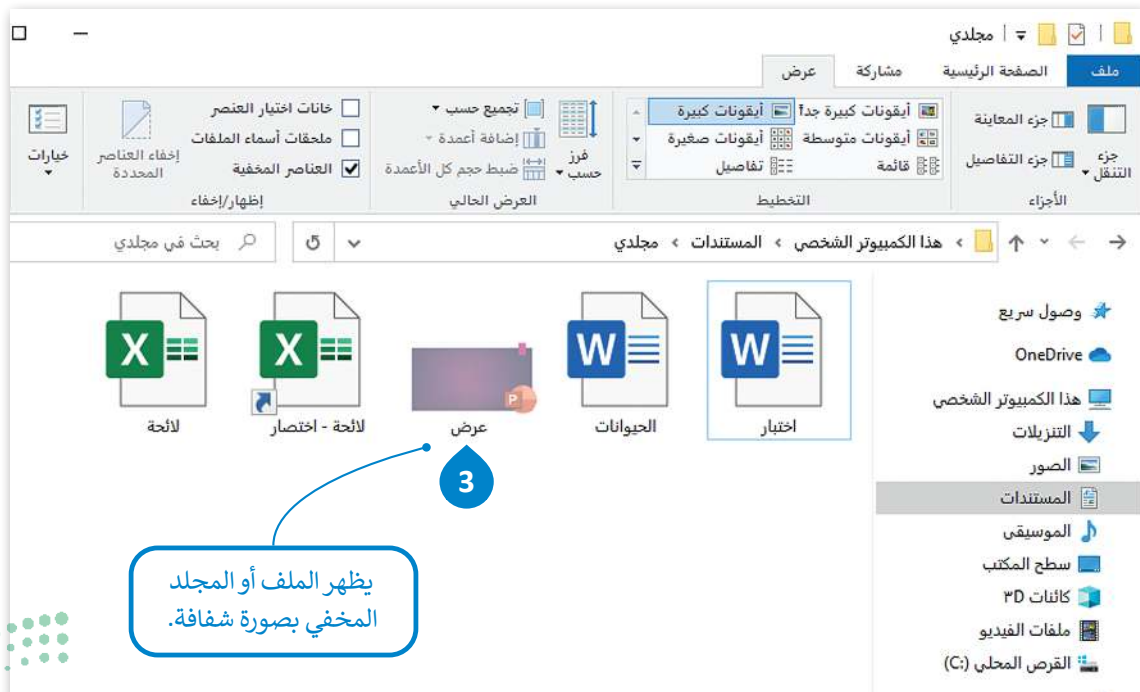 مجلدي
ملف
الصفحة الرئيسية
مشاركة
عرض
جزء التنقل
جزء المعاينة
جزء التفاصيل
الأجزاء
أيقونات كبيرة جداً
أيقونات كبيرة
أيقونات متوسطة
أيقونات صغيرة
قائمة
تفاصيل
التخطيط
فرز حسب
تجميع حسب
إضافة أعمدة
ضبط حجم كل الأعمدة
العرض الحالي
خانات اختيار العنصر
ملحقات أسماء الملفات
العناصر المخفية
إخفاء العناصر المحددة
إظهار/إخفاء
خيارات
هذا الكمبيوتر الشخصي › المستندات › مجلدي
بحث في مجلدي
وصول سريع
OneDrive
هذا الكمبيوتر الشخصي
التنزيلات
الصور
المستندات
الموسيقى
سطح المكتب
كائنات ٣D
ملفات الفيديو
القرص المحلي (C:)
W
W
P
X
X
اختبار
الحيوانات
عرض
لائحة - اختصار
لائحة
3
يظهر الملف أو المجلد
المخفي بصورة شفافة.